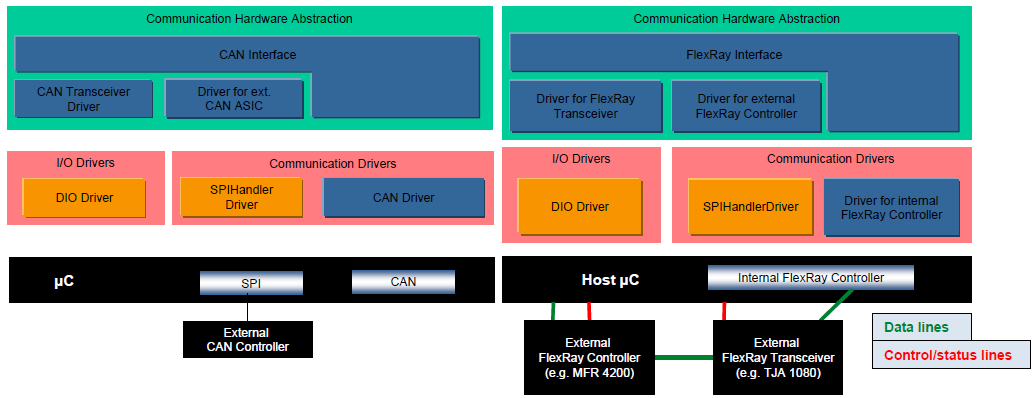 Communication Hardware Abstraction
CAN Interface
CAN Transceiver
Driver
Driver for ext.
CAN ASIC
I/O Drivers
DIO Driver
Communication Drivers
SPIHandler
Driver
CAN Driver
µC
SPI
CAN
External
CAN Controller
Communication Hardware Abstraction
FlexRay Interface
Driver for FlexRay
Transceiver
Driver for external
FlexRay Controller
I/O Drivers
DIO Driver
Communication Drivers
SPIHandlerDriver
Driver for internal
FlexRay Controller
Host µC
Internal FlexRay Controller
External
FlexRay Controller
(e.g. MFR 4200)
External
FlexRay Transceiver
(e.g. TJA 1080)
Data lines
Control/status lines